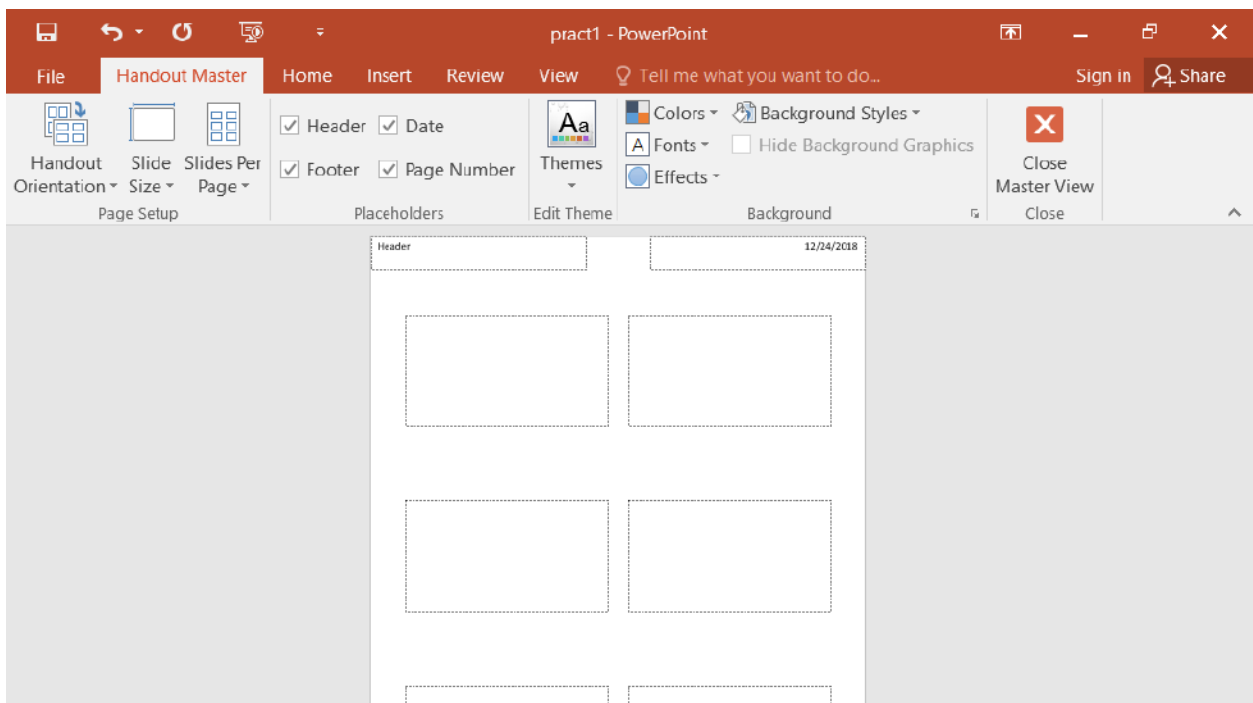 pract1 - PowerPoint
File Handout Master Home Insert Review View Tell me what you want to do... Sign in Share
Handout Orientation
Slide Size
Slides Per Page
Page Setup
Header Date
Footer Page Number
Placeholders
Aa
Themes
Edit Theme
Colors Background Styles
A Fonts Hide Background Graphics
Effects
Background
Close Master View
Close
Header 12/24/2018